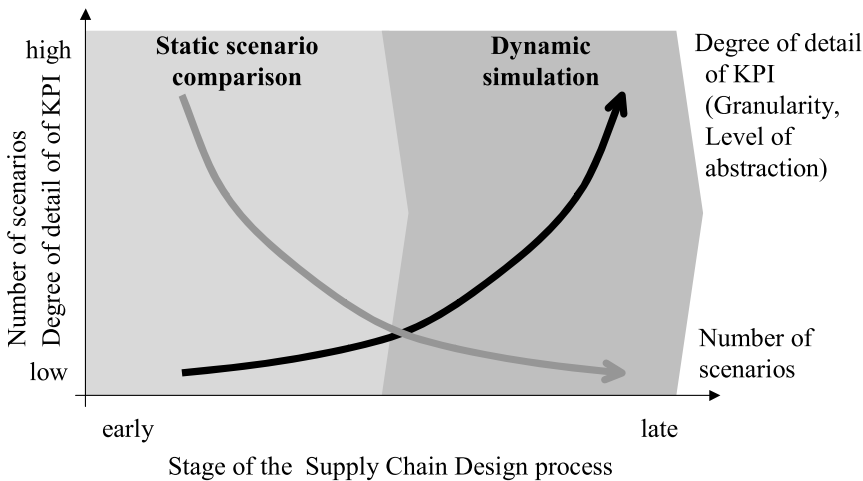 Static scenario
comparison
Dynamic
simulation
high
low
Number of scenarios
Degree of detail of of KPI
Degree of detail
of KPI
(Granularity,
Level of
abstraction)
Number of
scenarios
early
late
Stage of the Supply Chain Design process